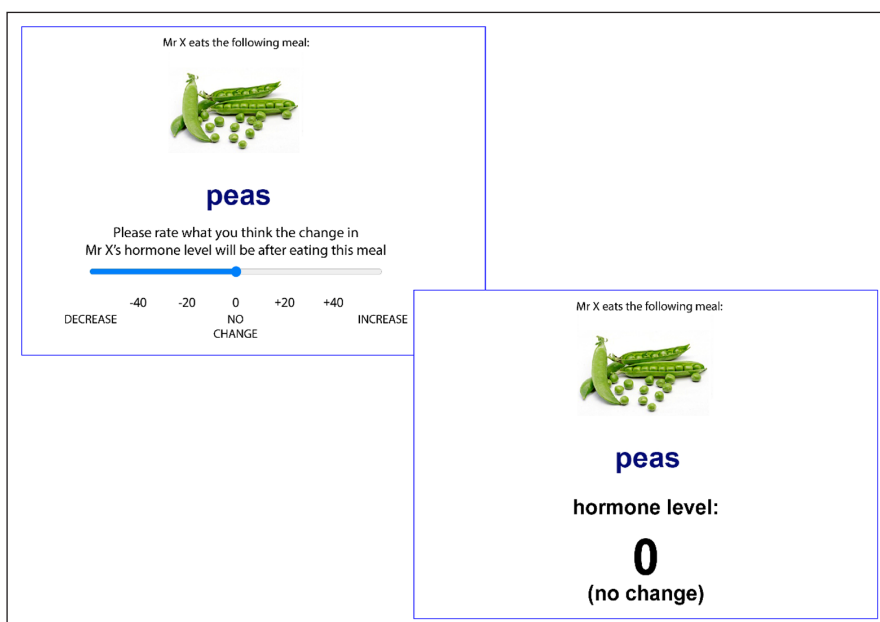 Mr X eats the following meal:
peas
Please rate what you think the change in
Mr X's hormone level will be after eating this meal
-40 -20 0 +20 +40
DECREASE NO INCREASE
CHANGE
Mr X eats the following meal:
peas
hormone level:
0
(no change)